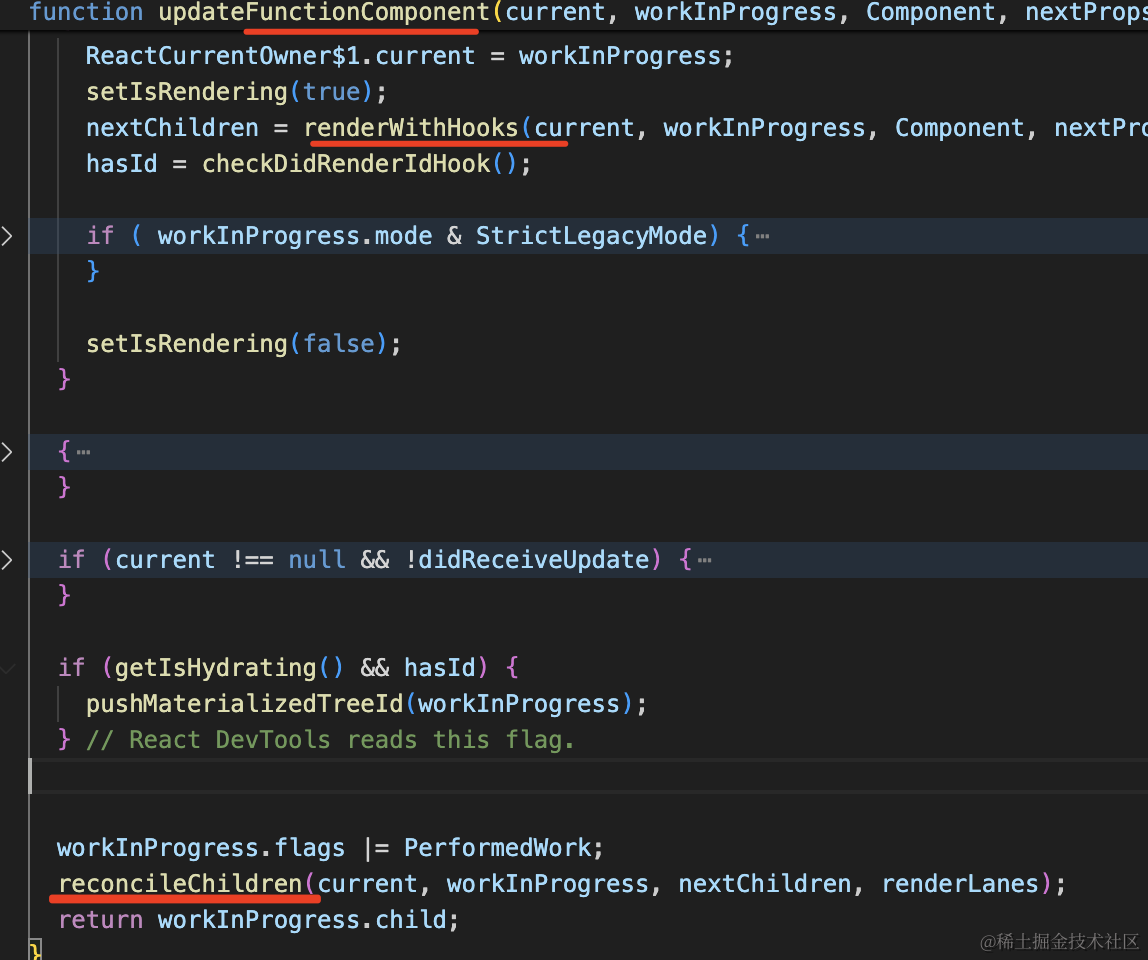 function updateFunctionComponent(current, workInProgress, Component, nextProps
ReactCurrentOwner$1.current = workInProgress;
setIsRendering(true);
nextChildren = renderWithHooks(current, workInProgress, Component, nextPro
hasId = checkDidRenderIdHook();
if ( workInProgress.mode & StrictLegacyMode) {⋯
}
setIsRendering(false);
}
{⋯
}
if (current !== null && !didReceiveUpdate) {⋯
}
if (getIsHydrating() && hasId) {
pushMaterializedTreeId(workInProgress);
} // React DevTools reads this flag.
workInProgress.flags |= PerformedWork;
reconcileChildren(current, workInProgress, nextChildren, renderLanes);
return workInProgress.child;
}
@稀土掘金技术社区